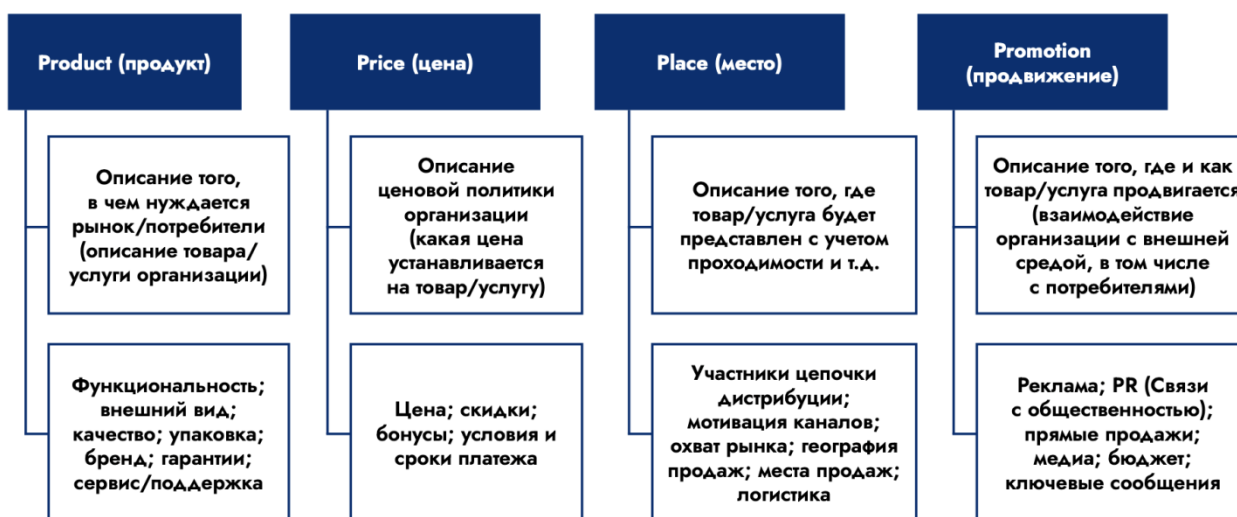 Product (продукт)
Price (цена)
Place (место)
Promotion
(продвижение)
Описание того,
в чем нуждается
рынок/потребители
(описание товара/
услуги организации)
Описание
ценовой политики
организации
(какая цена
устанавливается
на товар/услугу)
Описание того, где
товар/услуга будет
представлен с учетом
проходимости и т.д.
Описание того, где и как
товар/услуга продвигается
(взаимодействие
организации с внешней
средой, в том числе
с потребителями)
Функциональность;
внешний вид;
качество; упаковка;
бренд; гарантии;
сервис/поддержка
Цена; скидки;
бонусы; условия и
сроки платежа
Участники цепочки
дистрибуции;
мотивация каналов;
охват рынка; география
продаж; места продаж;
логистика
Реклама; PR (Связи
с общественностью);
прямые продажи;
медиа; бюджет;
ключевые сообщения